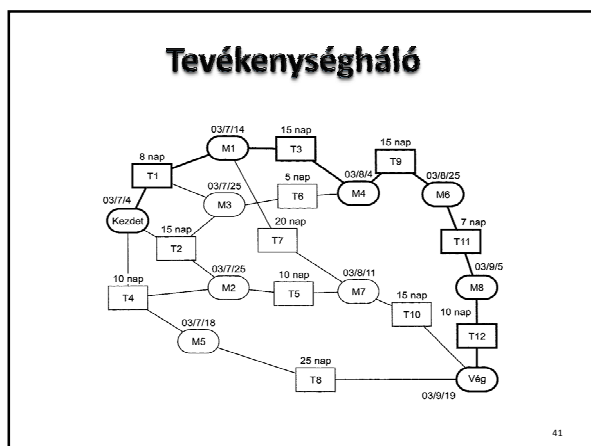 Tevékenységháló
03/7/14
15 nap
15 nap
M1
T3
8 nap
T9
03/8/4
03/8/25
5 nap
T1
03/7/25
T6
M4
M6
03/7/4
M3
20 nap
7 nap
Kezdet
15 nap
T7
T11
T2
03/7/25
10 nap
03/8/11
03/9/5
10 nap
M2
T5
M7
15 nap
M8
T4
03/7/18
T10
10 nap
M5
T12
25 nap
T8
Vég
03/9/19
41